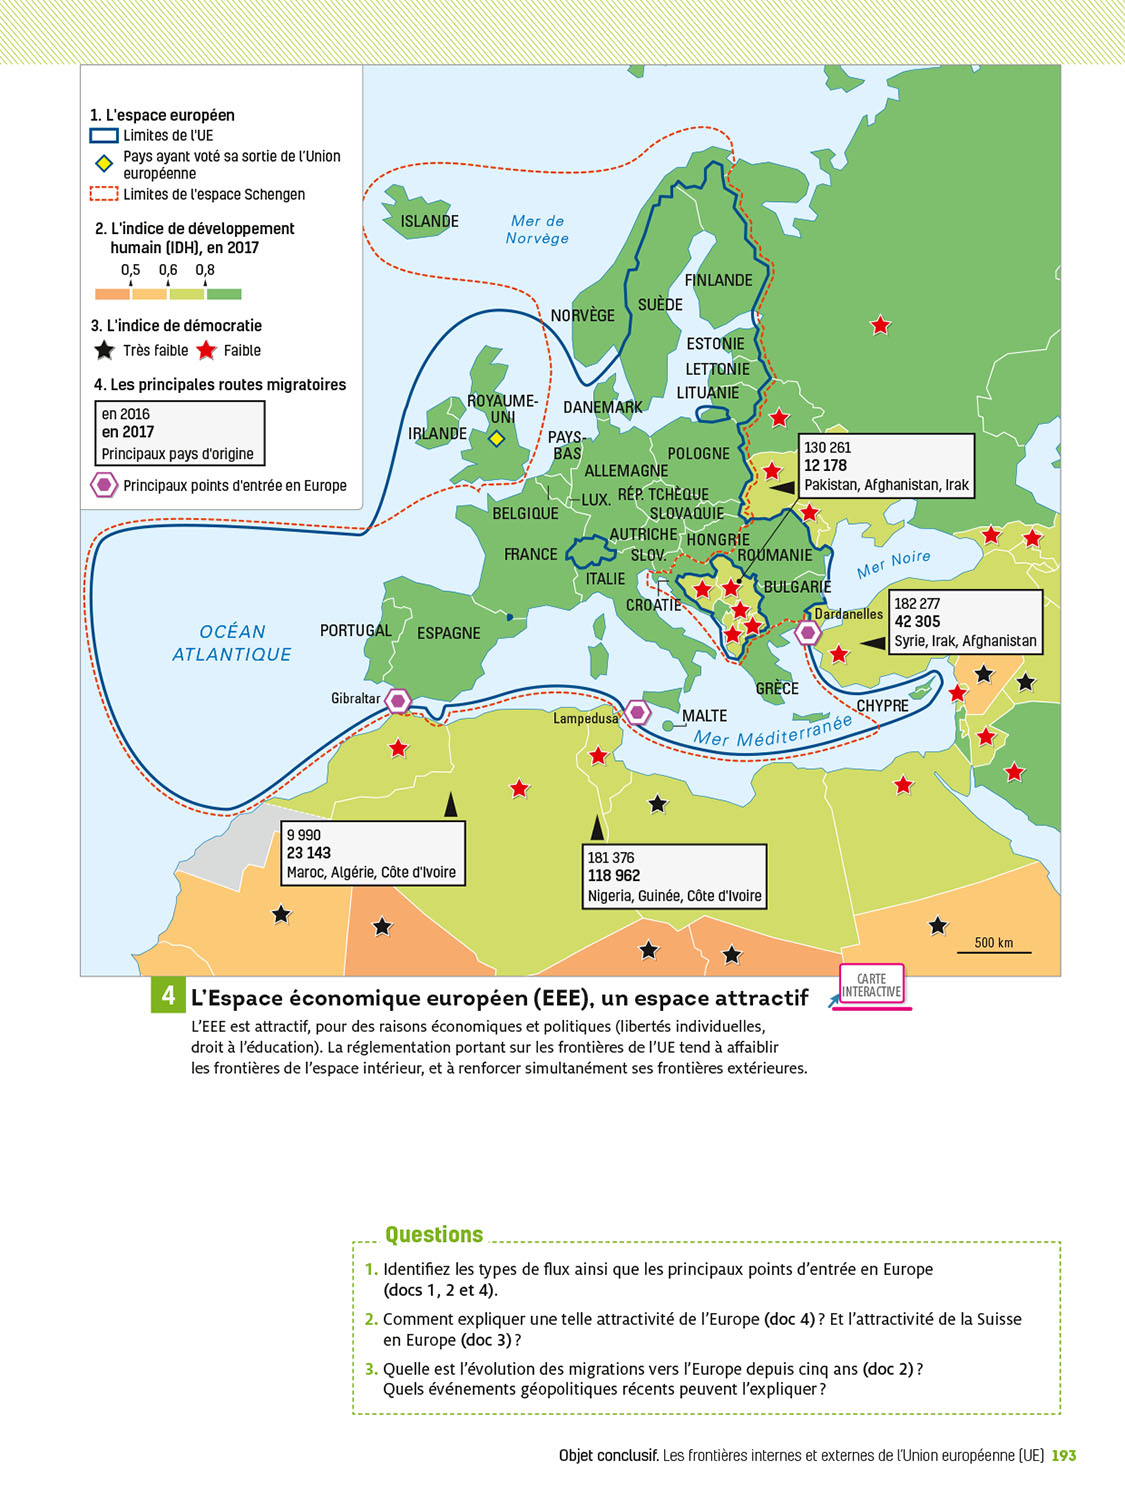 1. L'espace européen
Limites de l'UE
Pays ayant voté sa sortie de l'Union
européenne
Limites de l'espace Schengen
2. L'indice de développement
humain (IDH), en 2017
0,5 0,6 0,8
3. L'indice de démocratie
Très faible Faible
4. Les principales routes migratoires
en 2016
en 2017
Principaux pays d'origine
Principaux points d'entrée en Europe
ISLANDE
Mer de
Norvège
FINLANDE
SUÈDE
NORVÈGE
ESTONIE
LETTONIE
LITUANIE
ROYAUME-
UNI
DANEMARK
IRLANDE
PAYS-
BAS
POLOGNE
ALLEMAGNE
130 261
12 178
Pakistan, Afghanistan, Irak
LUX.
RÉP. TCHÈQUE
BELGIQUE
SLOVAQUIE
AUTRICHE
HONGRIE
FRANCE
SLOV.
ROUMANIE
Mer Noire
ITALIE
BULGARIE
CROATIE
182 277
42 305
Syrie, Irak, Afghanistan
Dardanelles
OCÉAN
ATLANTIQUE
PORTUGAL
ESPAGNE
GRÈCE
Gibraltar
CHYPRE
Lampedusa
MALTE
Mer Méditerranée
9 990
23 143
Maroc, Algérie, Côte d'Ivoire
181 376
118 962
Nigeria, Guinée, Côte d'Ivoire
500 km
4 L'Espace économique européen (EEE), un espace attractif
CARTE
INTERACTIVE
L'EEE est attractif, pour des raisons économiques et politiques (libertés individuelles,
droit à l'éducation). La réglementation portant sur les frontières de l'UE tend à affaiblir
les frontières de l'espace intérieur, et à renforcer simultanément ses frontières extérieures.
Questions
1. Identifiez les types de flux ainsi que les principaux points d'entrée en Europe
(docs 1, 2 et 4).
2. Comment expliquer une telle attractivité de l'Europe (doc 4) ? Et l'attractivité de la Suisse
en Europe (doc 3) ?
3. Quelle est l'évolution des migrations vers l'Europe depuis cinq ans (doc 2) ?
Quels événements géopolitiques récents peuvent l'expliquer ?
Objet conclusif. Les frontières internes et externes de l'Union européenne (UE) 193